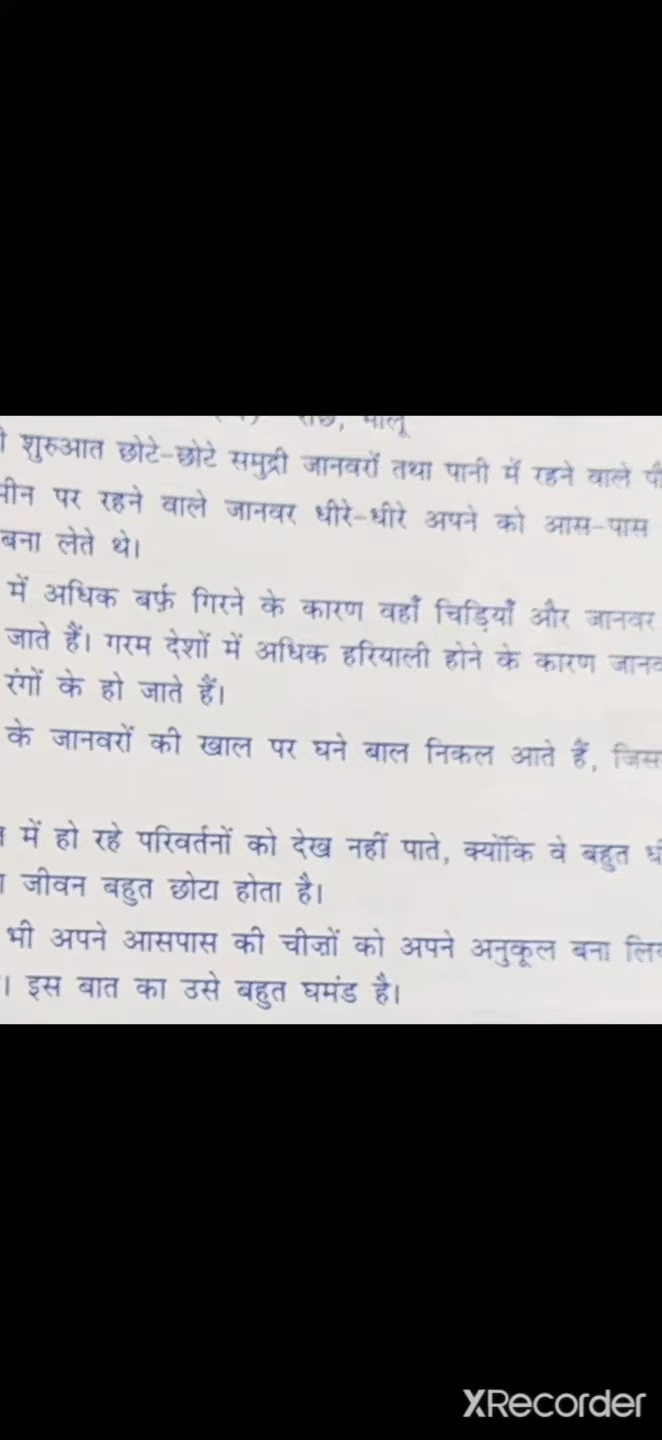 शुरुआत छोटे-छोटे समुद्री जानवरों तथा पानी में रहने वाले
पर रहने वाले जानवर धीरे-धीरे अपने को आस-पास
बना लेते थे।
में अधिक बर्फ़ गिरने के कारण वहाँ चिड़ियाँ और जानवर
जाते हैं। गरम देशों में अधिक हरियाली होने के कारण
रंगों के हो जाते हैं।
के जानवरों की खाल पर घने बाल निकल आते हैं,
में हो रहे परिवर्तनों को देख नहीं पाते, क्योंकि वे बहुत
जीवन बहुत छोटा होता है।
भी अपने आसपास की चीज़ों को अपने अनुकूल बना
। इस बात का उसे बहुत घमंड है।
XRecorder